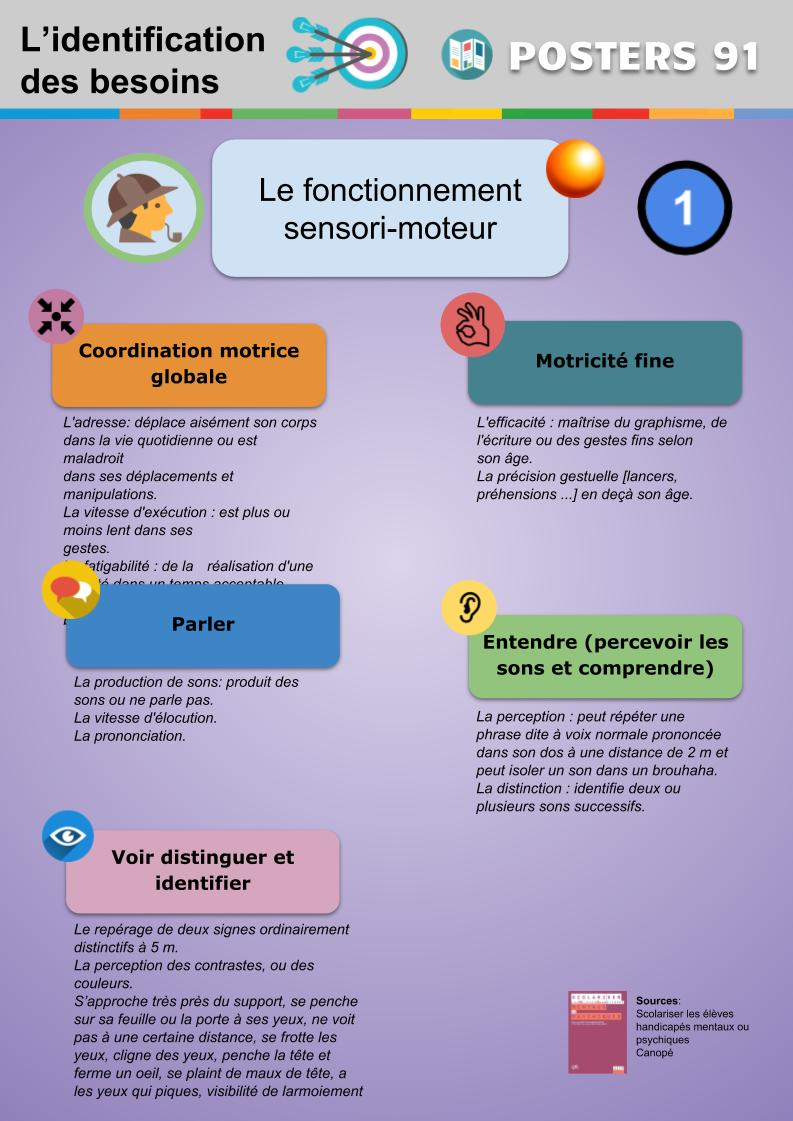 L’identification
des besoins
POSTERS 91
Le fonctionnement
sensori-moteur
1
Coordination motrice
globale
L'adresse: déplace aisément son corps
dans la vie quotidienne ou est
maladroit
dans ses déplacements et
manipulations.
La vitesse d'exécution : est plus ou
moins lent dans ses
gestes.
fatigabilité : de la réalisation d'une
dans un temps acceptable
Motricité fine
L'efficacité : maîtrise du graphisme, de
l'écriture ou des gestes fins selon
son âge.
La précision gestuelle [lancers,
préhensions ...] en deçà son âge.
Parler
La production de sons: produit des
sons ou ne parle pas.
La vitesse d'élocution.
La prononciation.
Entendre (percevoir les
sons et comprendre)
La perception : peut répéter une
phrase dite à voix normale prononcée
dans son dos à une distance de 2 m et
peut isoler un son dans un brouhaha.
La distinction : identifie deux ou
plusieurs sons successifs.
Voir distinguer et
identifier
Le repérage de deux signes ordinairement
distinctifs à 5 m.
La perception des contrastes, ou des
couleurs.
S’approche très près du support, se penche
sur sa feuille ou la porte à ses yeux, ne voit
pas à une certaine distance, se frotte les
yeux, cligne des yeux, penche la tête et
ferme un oeil, se plaint de maux de tête, a
les yeux qui piques, visibilité de larmoiement
Sources:
Scolariser les élèves
handicapés mentaux ou
psychiques
Canopé